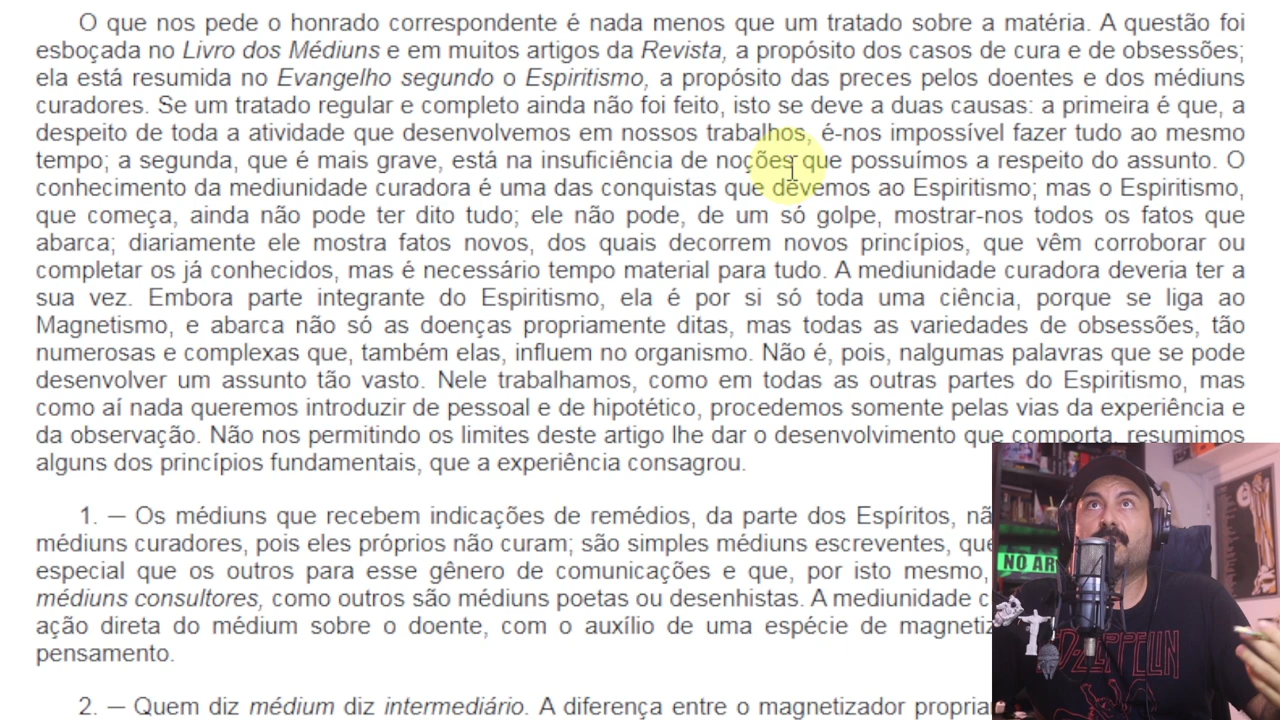 O que nos pede o honrado correspondente é nada menos que um tratado sobre a matéria. A questão foi
esboçada no Livro dos Médiuns e em muitos artigos da Revista, a propósito dos casos de cura e de obsessões;
ela está resumida no Evangelho segundo o Espiritismo, a propósito das preces pelos doentes e dos médiuns
curadores. Se um tratado regular e completo ainda não foi feito, isto se deve a duas causas: a primeira é que, a
despeito de toda a atividade que desenvolvemos em nossos trabalhos, é-nos impossível fazer tudo ao mesmo
tempo; a segunda, que é mais grave, está na insuficiência de noções que possuímos a respeito do assunto. O
conhecimento da mediunidade curadora é uma das conquistas que devemos ao Espiritismo; mas o Espiritismo,
que começa, ainda não pode ter dito tudo; ele não pode, de um só golpe, mostrar-nos todos os fatos que
abarca; diariamente ele mostra fatos novos, dos quais decorrem novos princípios, que vêm corroborar ou
completar os já conhecidos, mas é necessário tempo material para tudo. A mediunidade curadora deveria ter a
sua vez. Embora parte integrante do Espiritismo, ela é por si só toda uma ciência, porque se liga ao
Magnetismo, e abarca não só as doenças propriamente ditas, mas todas as variedades de obsessões, tão
numerosas e complexas que, também elas, influem no organismo. Não é, pois, nalgumas palavras que se pode
desenvolver um assunto tão vasto. Nele trabalhamos, como em todas as outras partes do Espiritismo, mas
como aí nada queremos introduzir de pessoal e de hipotético, procedemos somente pelas vias da experiência e
da observação. Não nos permitindo os limites deste artigo lhe dar o desenvolvimento que comporta, resumimos
alguns dos princípios fundamentais, que a experiência consagrou.
1. — Os médiuns que recebem indicações de remédios, da parte dos Espíritos,
médiuns curadores, pois eles próprios não curam; são simples médiuns escreventes,
especial que os outros para esse gênero de comunicações e que, por isto mesmo,
médiuns consultores, como outros são médiuns poetas ou desenhistas. A mediunidade
ação direta do médium sobre o doente, com o auxílio de uma espécie de
pensamento.
2. — Quem diz médium diz intermediário. A diferença entre o magnetizador
NO AR